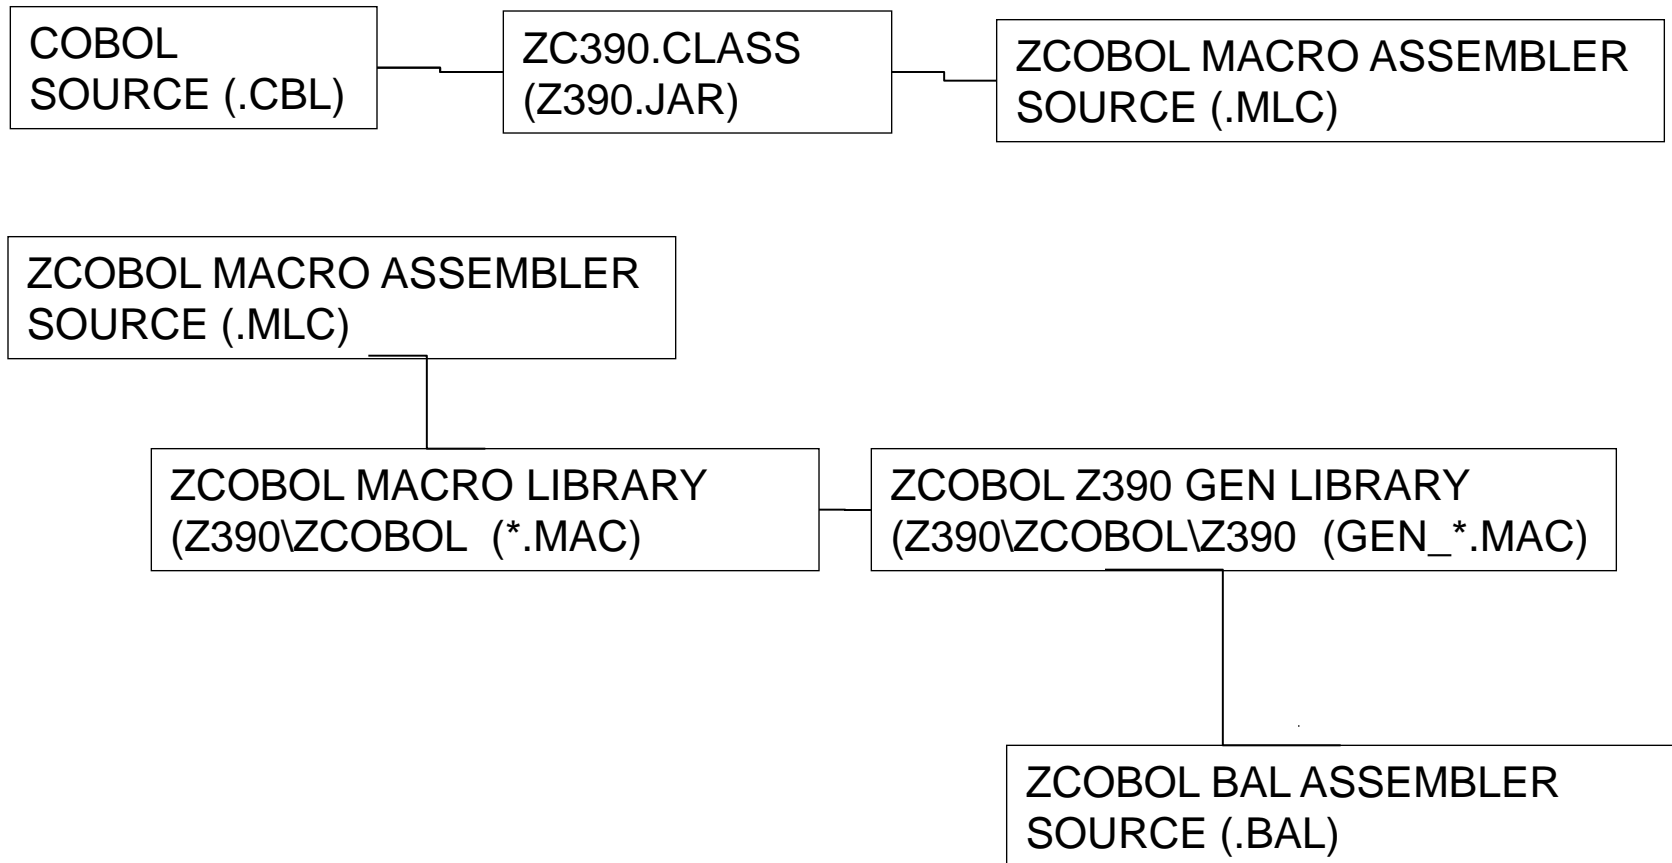 COBOL
SOURCE (.CBL)
ZC390.CLASS
(Z390.JAR)
ZCOBOL MACRO ASSEMBLER
SOURCE (.MLC)
ZCOBOL MACRO ASSEMBLER
SOURCE (.MLC)
ZCOBOL MACRO LIBRARY
(Z390\ZCOBOL (*.MAC)
ZCOBOL Z390 GEN LIBRARY
(Z390\ZCOBOL\Z390 (GEN_*.MAC)
ZCOBOL BAL ASSEMBLER
SOURCE (.BAL)